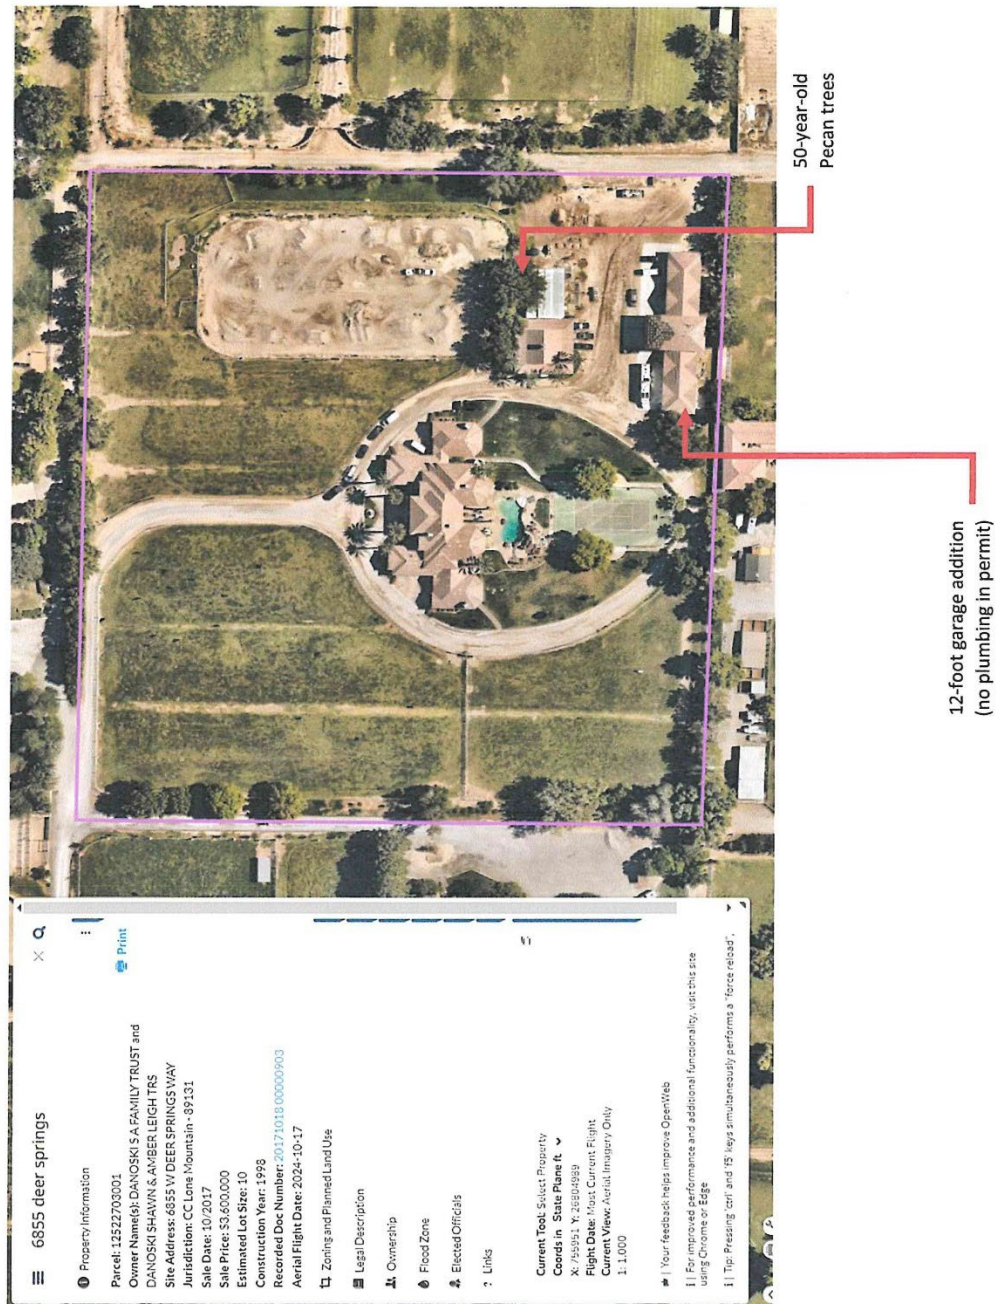 6855 deer springs
Property Information
Print
Parcel: 12522703001
Owner Name(s): DANOSKI S A FAMILY TRUST and
DANOSKI SHAWN & AMBER LEIGH TRS
Site Address: 6855 W DEER SPRINGS WAY
Jurisdiction: CC Lone Mountain - 89131
Sale Date: 10/2017
Sale Price: $3,600,000
Estimated Lot Size: 10
Construction Year: 1998
Recorded Doc Number: 20171018 00000903
Aerial Flight Date: 2024-10-17
Zoning and Planned Land Use
Legal Description
Ownership
Flood Zone
Elected Officials
? Links
Current Tool: Select Property
Coords in State Plane ft
X: 755951 Y: 26804989
Flight Date: Most Current Flight
Current View: Aerial Imagery Only
1: 1,000
| Your feedback helps improve OpenWeb
i | For improved performance and additional functionality, visit this site
using Chrome or Edge
i | Tip: Pressing 'ctrl' and 'f5' keys simultaneously performs a "force reload",
50-year-old
Pecan trees
12-foot garage addition
(no plumbing in permit)